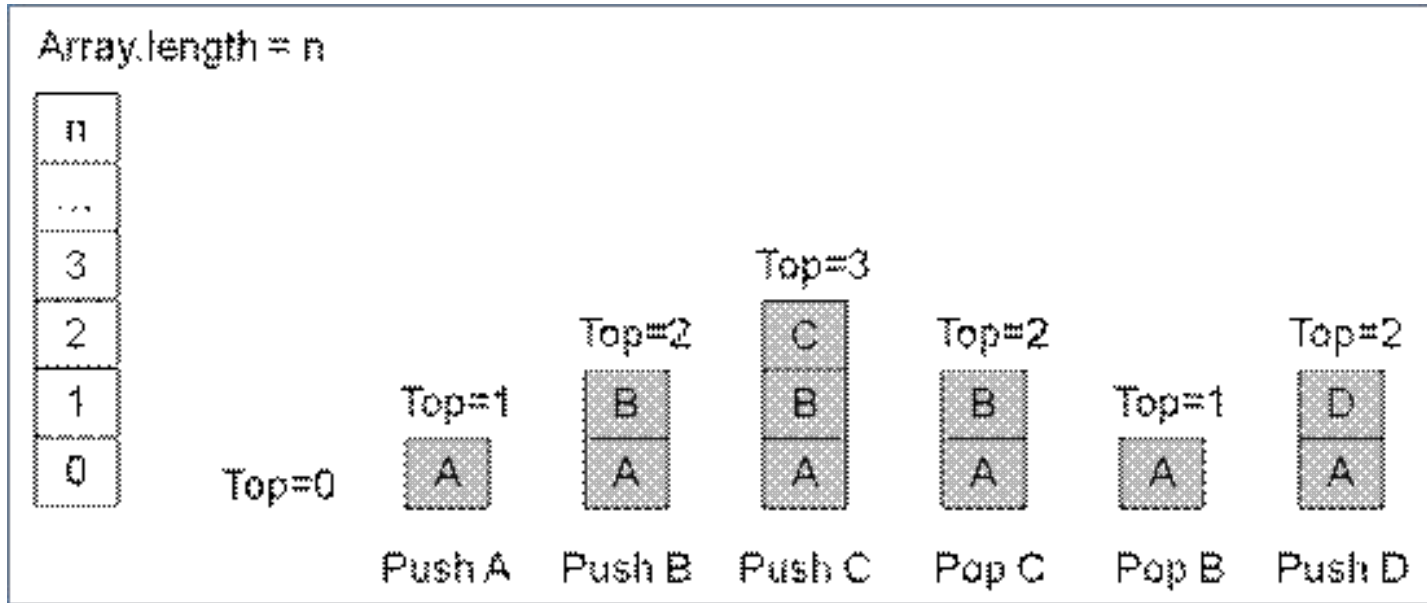 Array.length = n
n
...
3
2
1
0
Top=0
Top=1
A
Push A
Top=2
B
A
Push B
Top=3
C
B
A
Push C
Top=2
B
A
Pop C
Top=1
A
Pop B
Top=2
D
A
Push D